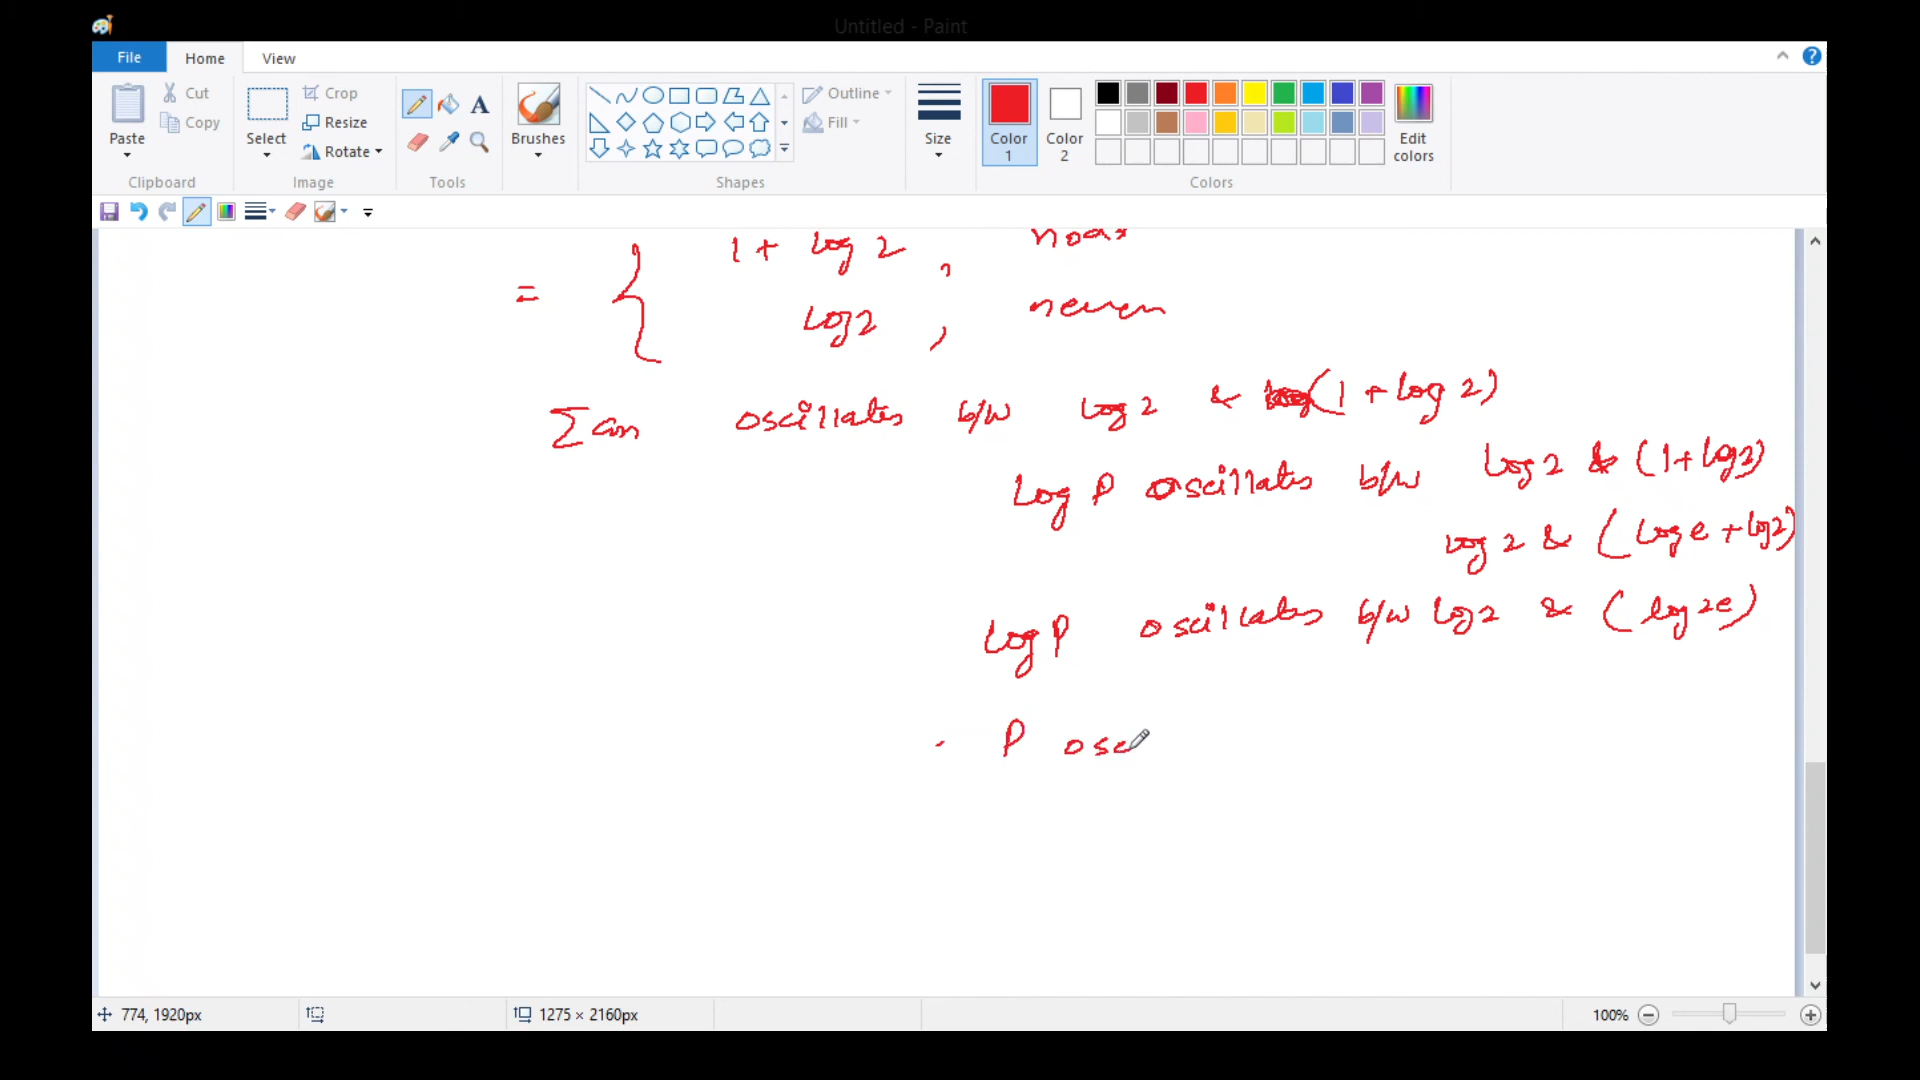 Untitled - Paint
File Home View
Cut
Copy
Paste
Clipboard
Select
Crop
Resize
Rotate
Image
Tools
Brushes
Shapes
Outline
Fill
Size
Color 1
Color 2
Edit colors
Colors
1 + log 2 ,
= { log2 , n even
∑an oscillates b/w log 2 & (1 + log 2)
log P oscillates b/w log 2 & (1+log2)
log 2 & (log e + log2)
log P oscillates b/w log2 & (log 2e)
. P osc
774, 1920px
1275 × 2160px
100%